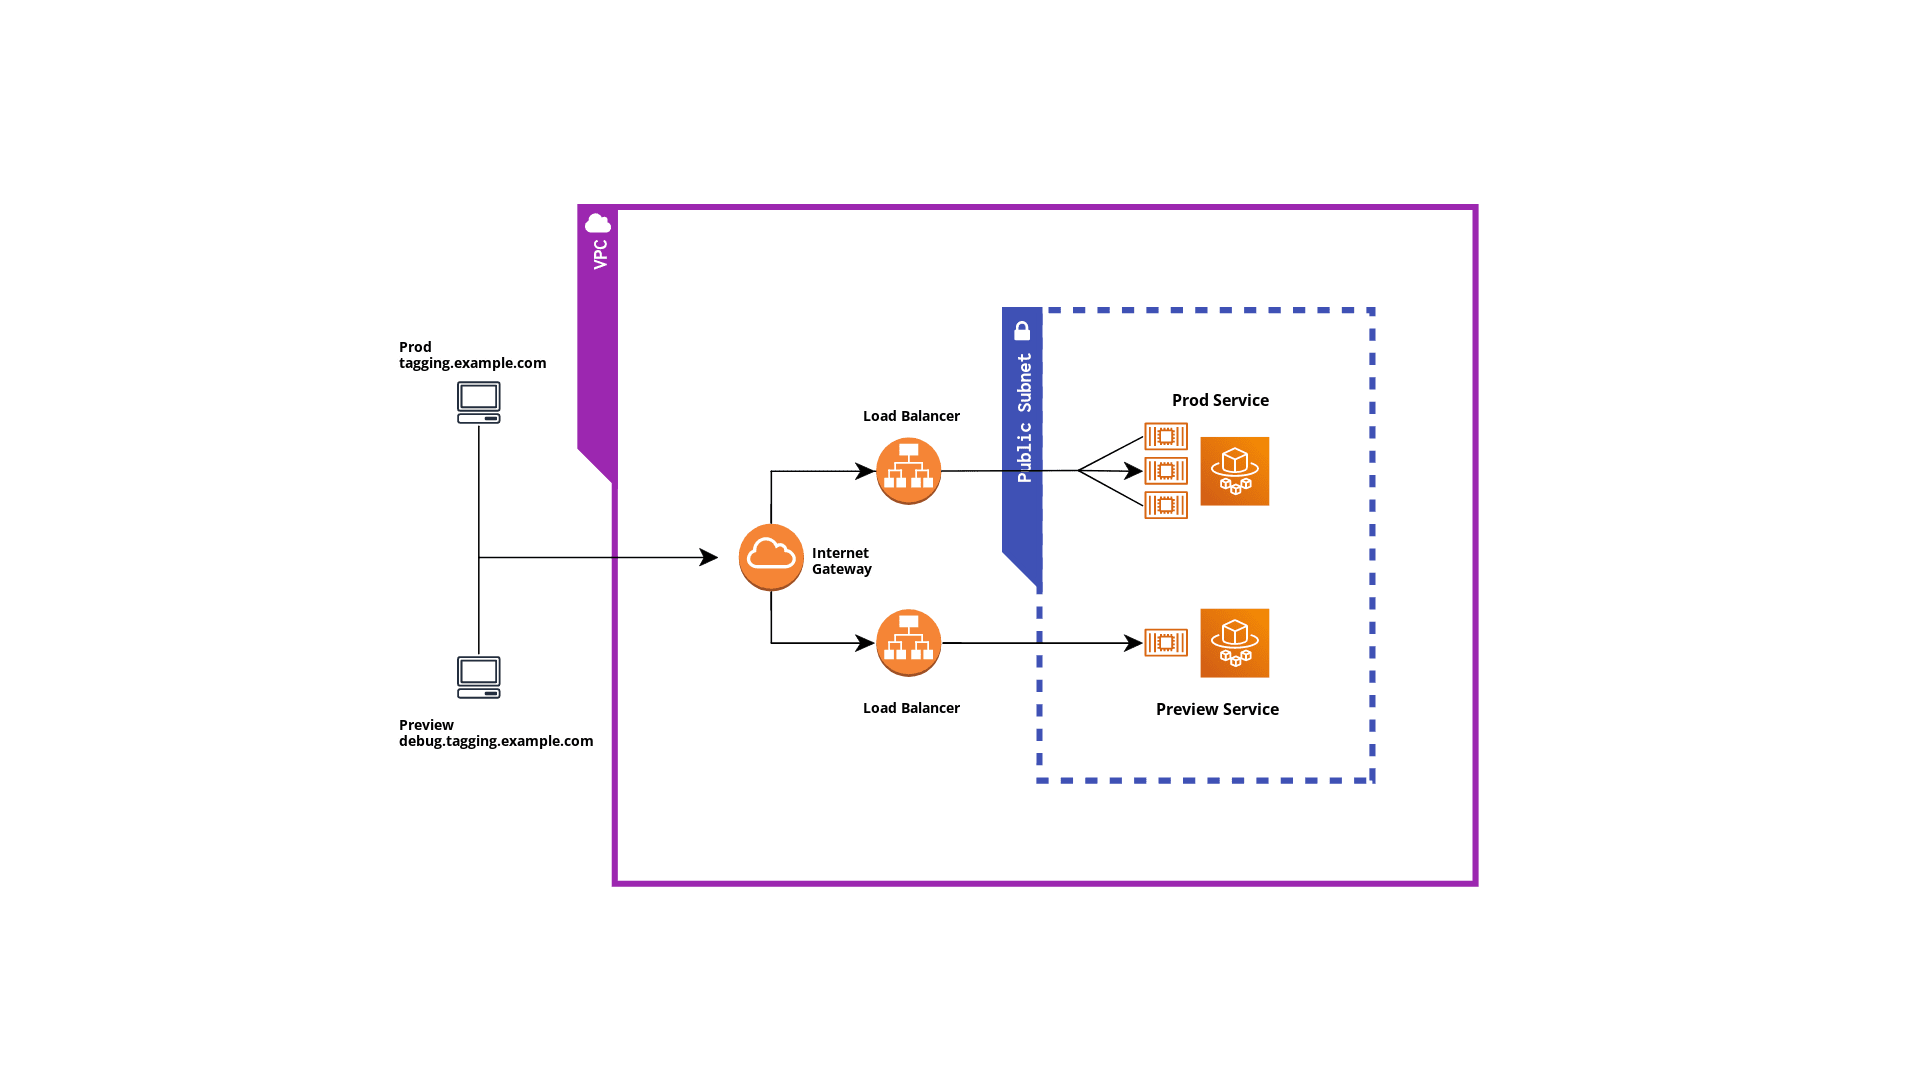 VPC
Prod
tagging.example.com
Public Subnet
Prod Service
Load Balancer
Internet
Gateway
Load Balancer
Preview Service
Preview
debug.tagging.example.com